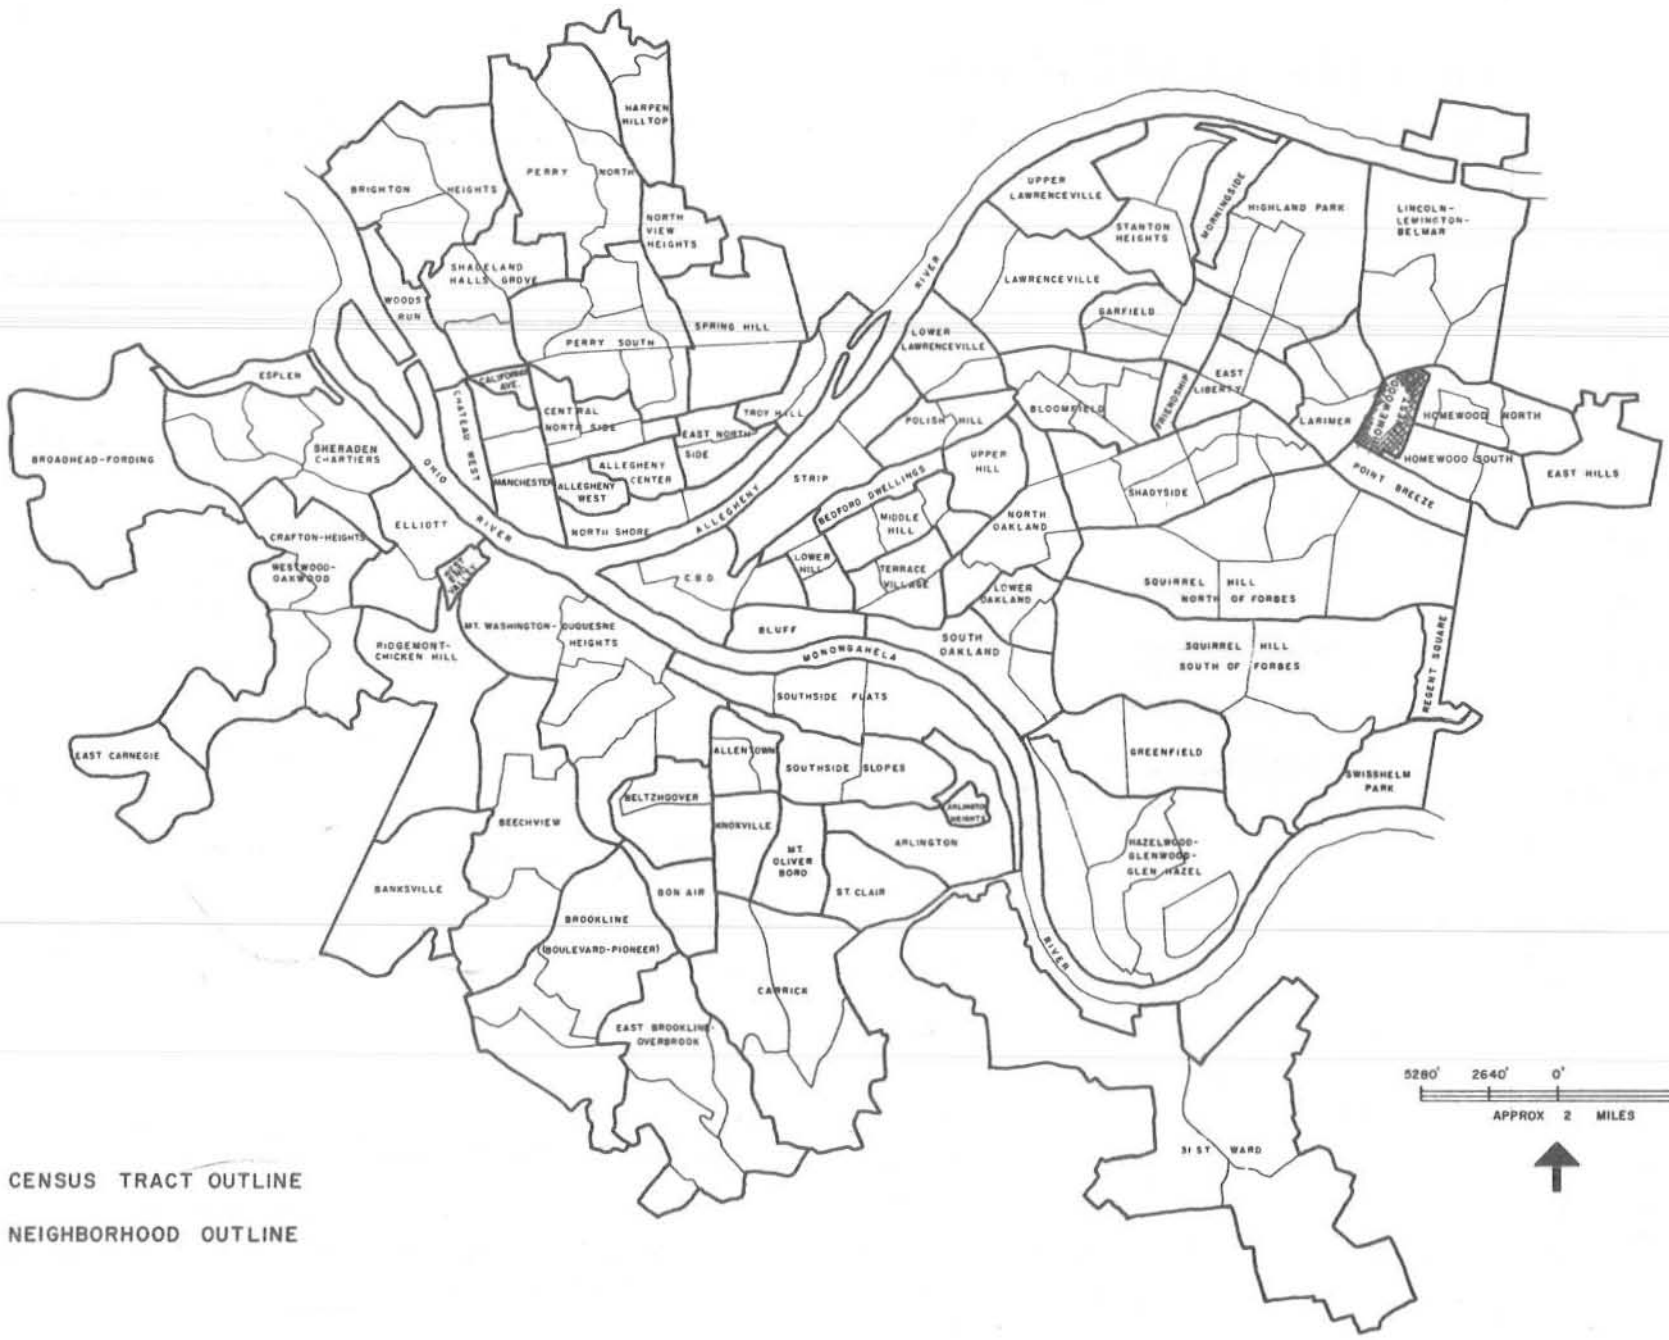 HARPEN
HILLTOP
PERRY NORTH
BRIGHTON HEIGHTS
NORTH
VIEW
HEIGHTS
SHADELAND
HALLS GROVE
WOODS
RUN
SPRING HILL
PERRY SOUTH
CALIFORNIA
AVE.
CHATEAU WEST
CENTRAL
NORTH SIDE
TROY HILL
EAST NORTH
SIDE
ALLEGHENY
CENTER
MANCHESTER
ALLEGHENY
WEST
NORTH SHORE
ESPLEN
BROADHEAD-FORDING
SHERADEN
CHARTIERS
OHIO RIVER
ELLIOTT
CRAFTON-HEIGHTS
WESTWOOD-
OAKWOOD
WEST
END
VALLEY
RIDGEMONT-
CHICKEN HILL
EAST CARNEGIE
MT. WASHINGTON-DUQUESNE
HEIGHTS
ALLEGHENY RIVER
UPPER
LAWRENCEVILLE
STANTON
HEIGHTS
MORNINGSIDE
HIGHLAND PARK
LINCOLN-
LEMINGTON-
BELMAR
LAWRENCEVILLE
GARFIELD
LOWER
LAWRENCEVILLE
EAST
LIBERTY
FRIENDSHIP
BLOOMFIELD
LARIMER
HOMEWOOD
WEST
HOMEWOOD NORTH
HOMEWOOD SOUTH
EAST HILLS
POINT BREEZE
POLISH HILL
UPPER
HILL
STRIP
BEDFORD DWELLINGS
MIDDLE
HILL
LOWER
HILL
TERRACE
VILLAGE
NORTH
OAKLAND
SHADYSIDE
C.B.D.
BLUFF
LOWER
OAKLAND
SOUTH
OAKLAND
SQUIRREL HILL
NORTH OF FORBES
SQUIRREL HILL
SOUTH OF FORBES
REGENT SQUARE
MONONGAHELA
SOUTHSIDE FLATS
ALLENTOWN
SOUTHSIDE SLOPES
GREENFIELD
SWISSHELM
PARK
BELTZHOOVER
BEECHVIEW
KNOXVILLE
ARLINGTON
HEIGHTS
ARLINGTON
MT.
OLIVER
BORO
HAZELWOOD-
GLENWOOD-
GLEN HAZEL
BANKSVILLE
BON AIR
ST. CLAIR
BROOKLINE
(BOULEVARD-PIONEER)
RIVER
CARRICK
EAST BROOKLINE-
OVERBROOK
31 ST WARD
5280' 2640' 0'
APPROX 2 MILES
CENSUS TRACT OUTLINE
NEIGHBORHOOD OUTLINE